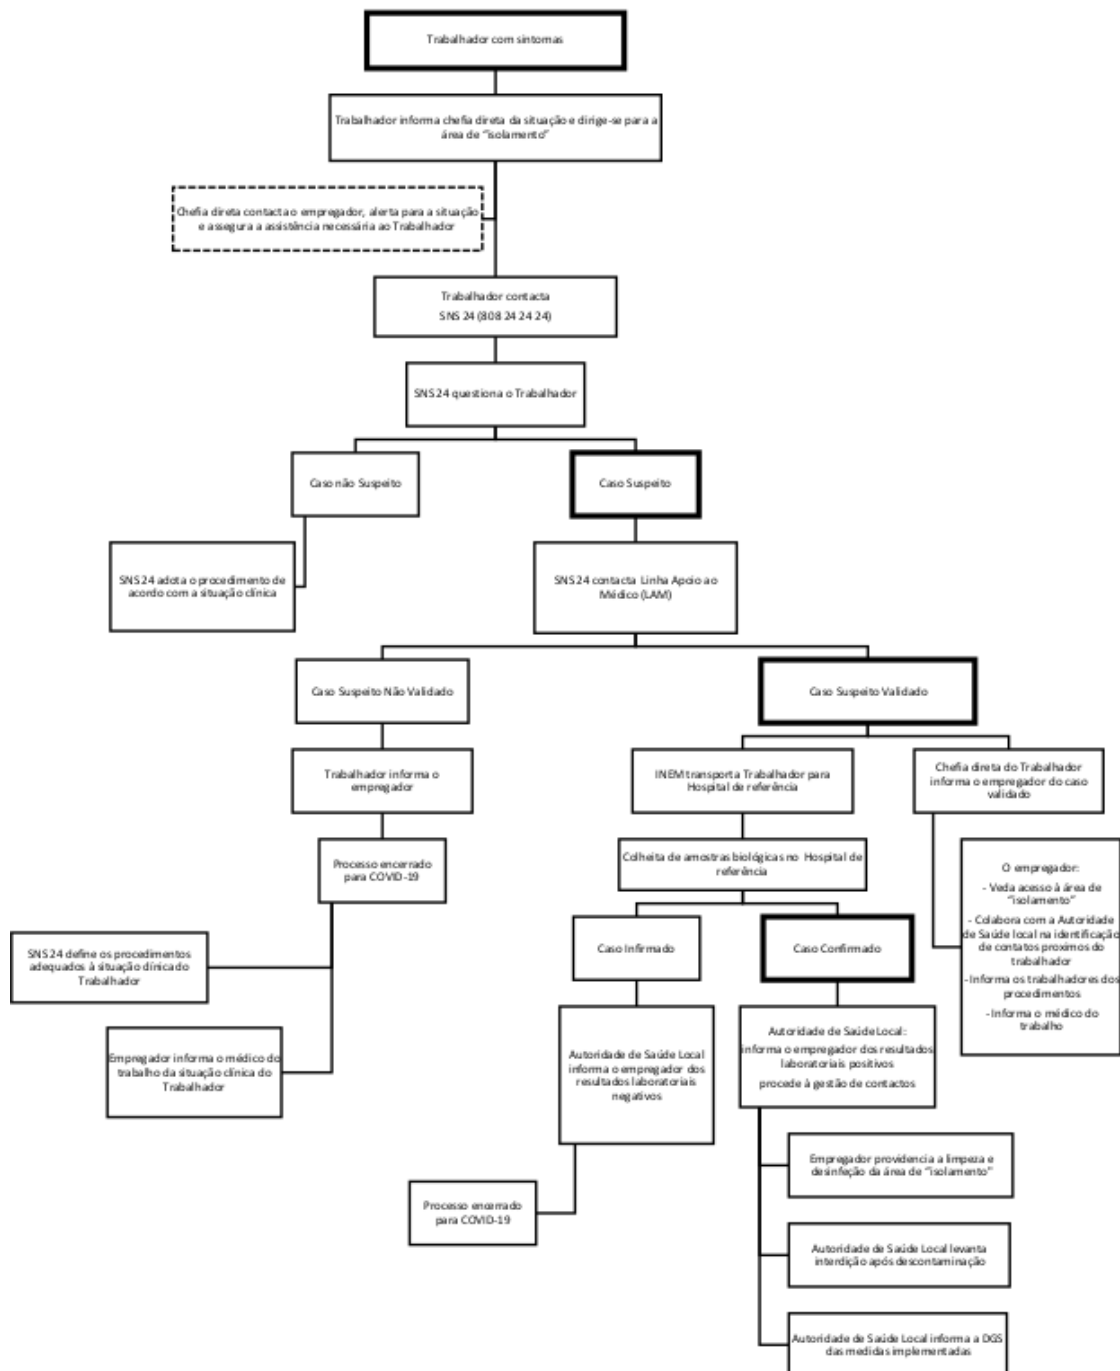 Trabalhador com sintomas
Trabalhador informa chefia direta da situação e dirige-se para a
área de “isolamento”
Chefia direta contacta o empregador, alerta para a situação
e assegura a assistência necessária ao Trabalhador
Trabalhador contacta
SNS 24 (808 24 24 24)
SNS 24 questiona o Trabalhador
Caso não Suspeito
Caso Suspeito
SNS 24 adota o procedimento de
acordo com a situação clínica
SNS 24 contacta Linha Apoio ao
Médico (LAM)
Caso Suspeito Não Validado
Caso Suspeito Validado
Trabalhador informa o
empregador
INEM transporta Trabalhador para
Hospital de referência
Chefia direta do Trabalhador
informa o empregador do caso
validado
Processo encerrado
para COVID-19
Colheita de amostras biológicas no Hospital de
referência
O empregador:
- Veda acesso à área de
“isolamento”
- Colabora com a Autoridade
de Saúde local na identificação
de contatos proximos do
trabalhador
- Informa os trabalhadores dos
procedimentos
- Informa o médico do
trabalho
SNS 24 define os procedimentos
adequados à situação clínica do
Trabalhador
Caso Infirmado
Caso Confirmado
Empregador informa o médico do
trabalho da situação clínica do
Trabalhador
Autoridade de Saúde Local
informa o empregador dos
resultados laboratoriais
negativos
Autoridade de Saúde Local:
informa o empregador dos resultados
laboratoriais positivos
procede à gestão de contactos
Processo encerrado
para COVID-19
Empregador providencia a limpeza e
desinfeção da área de “isolamento”
Autoridade de Saúde Local levanta
interdição após descontaminação
Autoridade de Saúde Local informa a DGS
das medidas implementadas